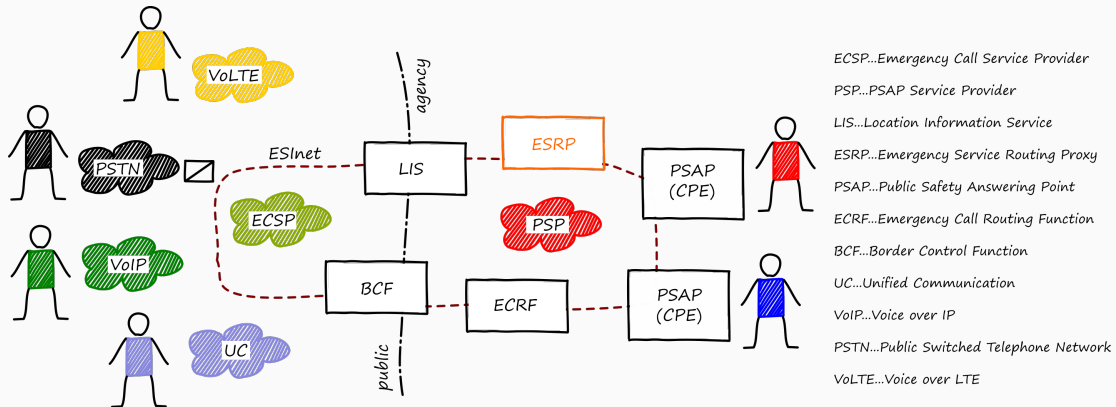 VoLTE
agency
PSTN
ESInet
LIS
ESRP
PSAP
(CPE)
ECSP
PSP
VoIP
BCF
ECRF
PSAP
(CPE)
UC
public
ECSP...Emergency Call Service Provider
PSP...PSAP Service Provider
LIS...Location Information Service
ESRP...Emergency Service Routing Proxy
PSAP...Public Safety Answering Point
ECRF...Emergency Call Routing Function
BCF...Border Control Function
UC...Unified Communication
VoIP...Voice over IP
PSTN...Public Switched Telephone Network
VoLTE...Voice over LTE